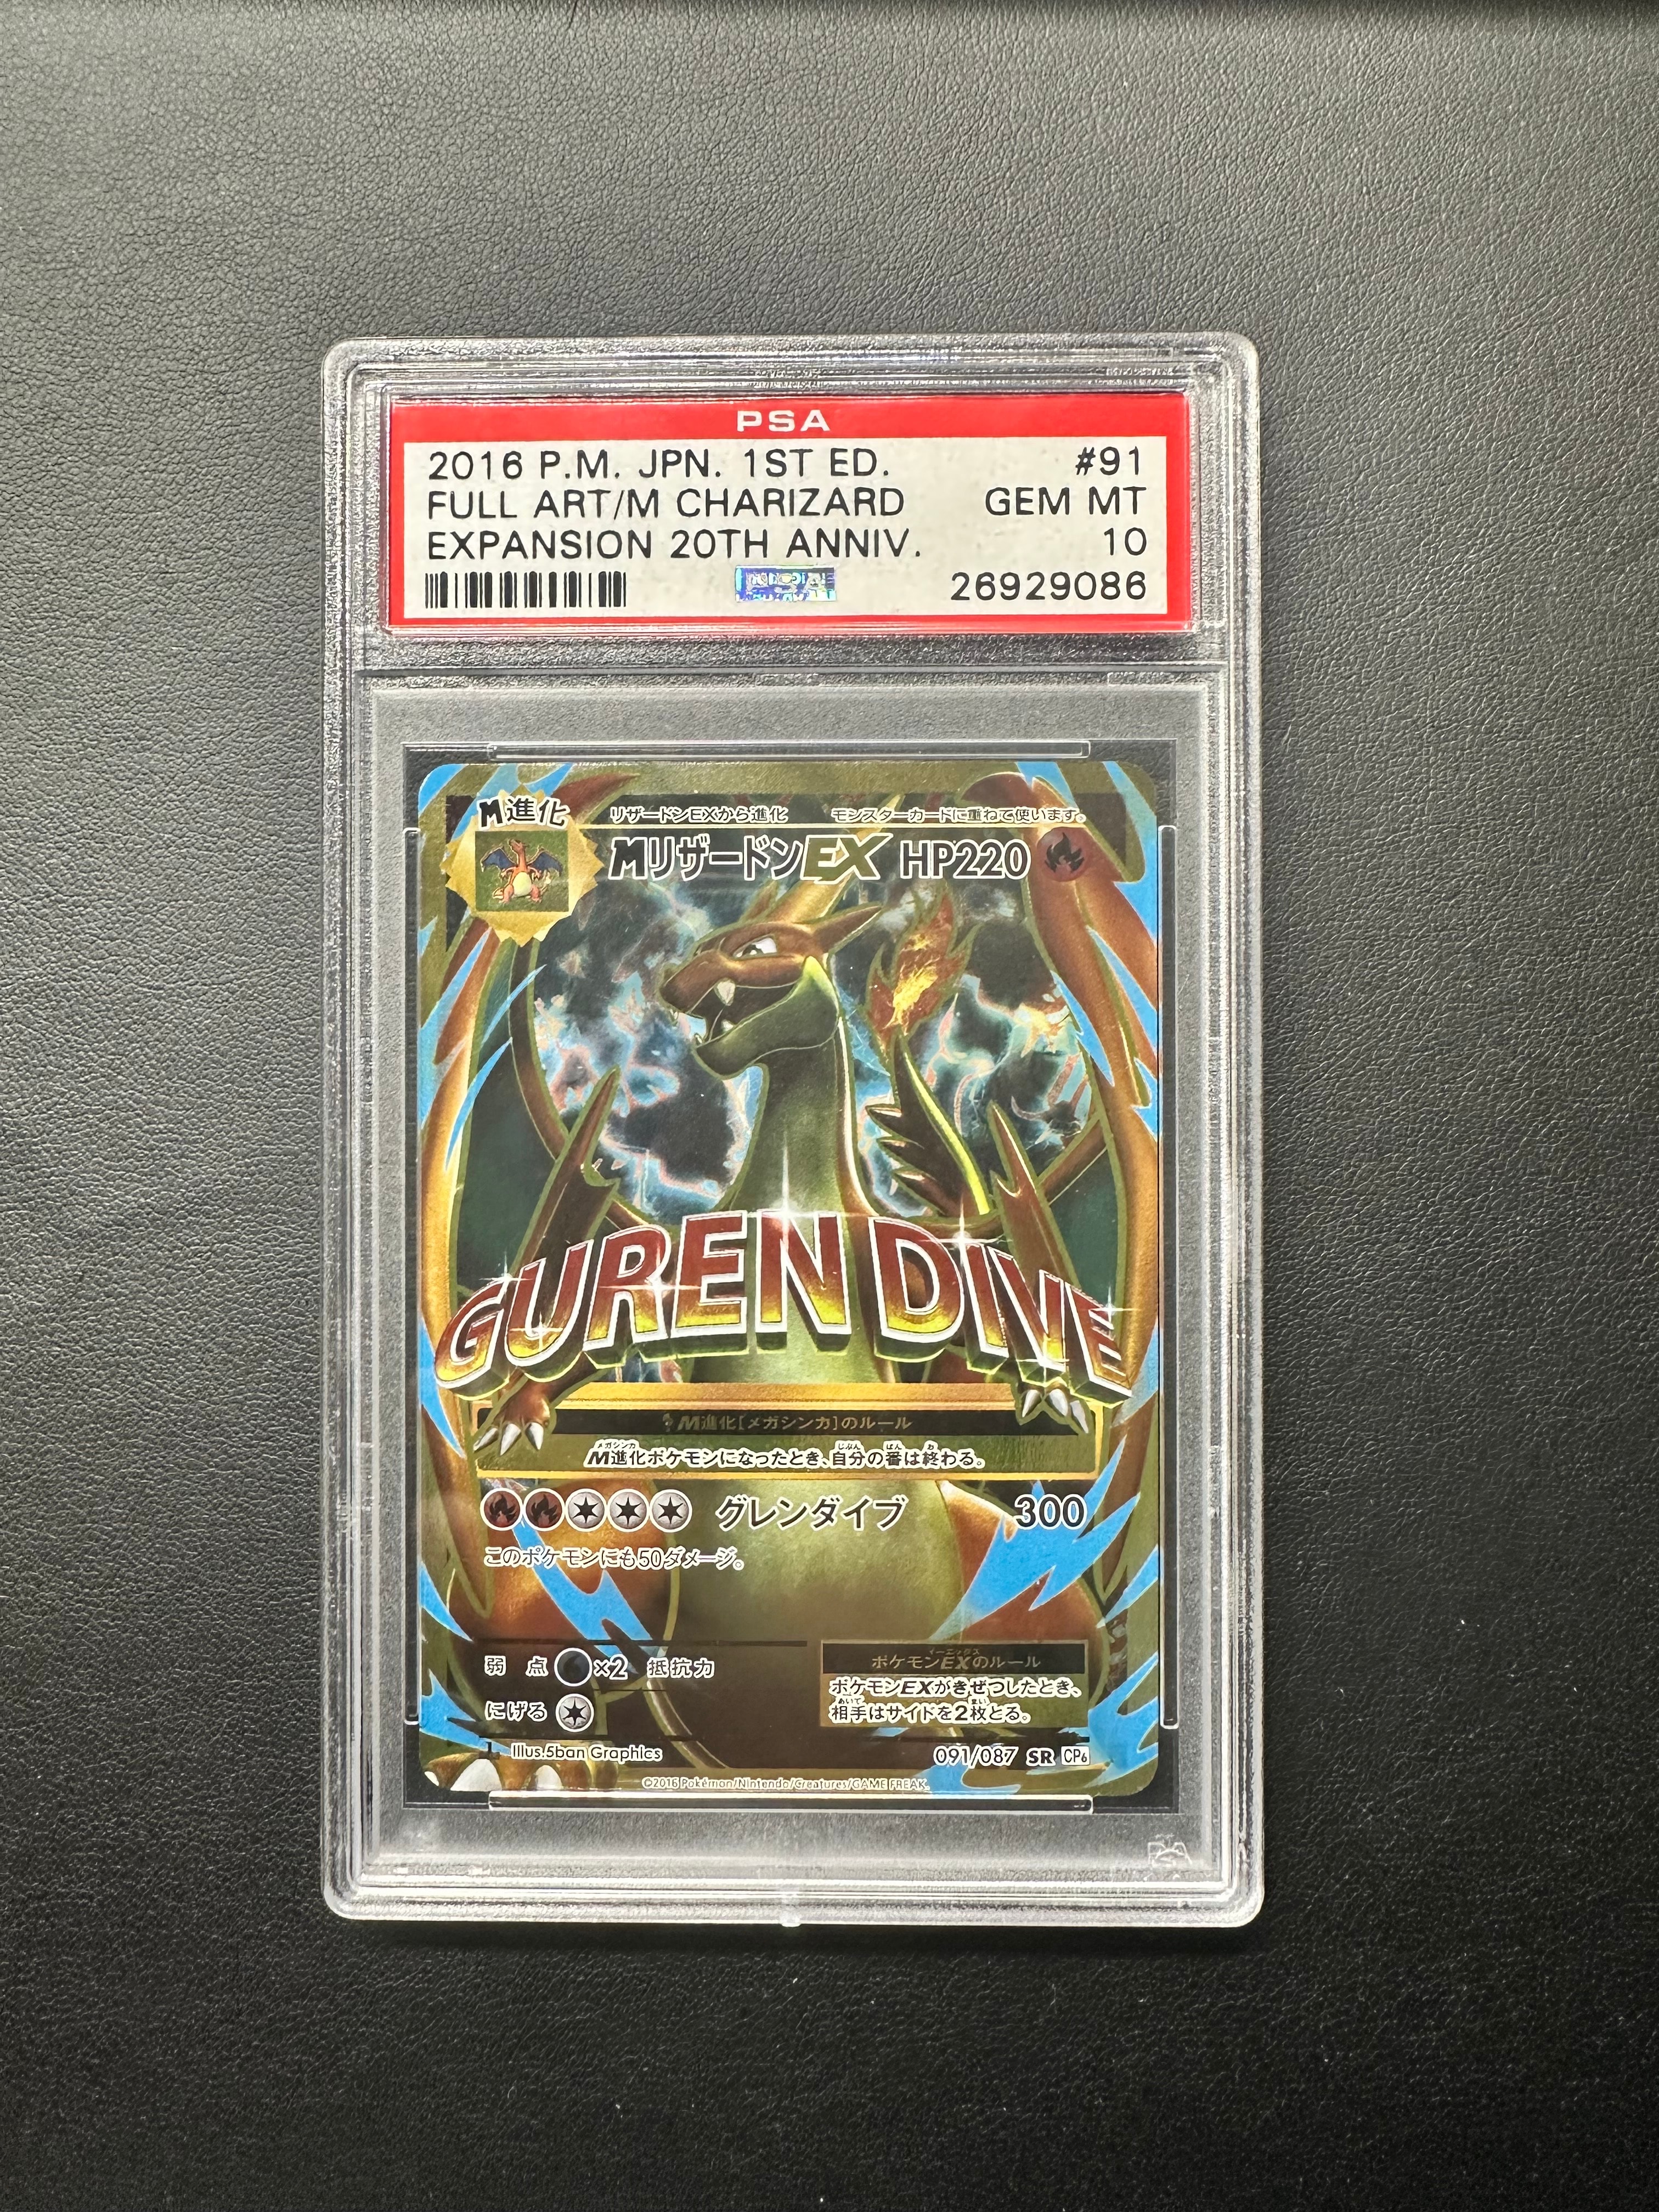 PSA
2016 P.M. JPN. 1ST ED. #91
FULL ART/M CHARIZARD GEM MT
EXPANSION 20TH ANNIV. 10
PSA 26929086
M進化 リザードンEXから進化 モンスターカードに重ねて使います。
MリザードンEX HP220
GUREN DIVE
M進化[メガシンカ]のルール
M進化ポケモンになったとき、自分の番は終わる。
グレンダイブ 300
このポケモンにも50ダメージ。
弱点 ×2 抵抗力
にげる
ポケモンEXのルール
ポケモンEXがきぜつしたとき、
相手はサイドを2枚とる。
Illus.5ban Graphics 091/087 SR CP6
©2016 Pokémon/Nintendo/Creatures/GAME FREAK.